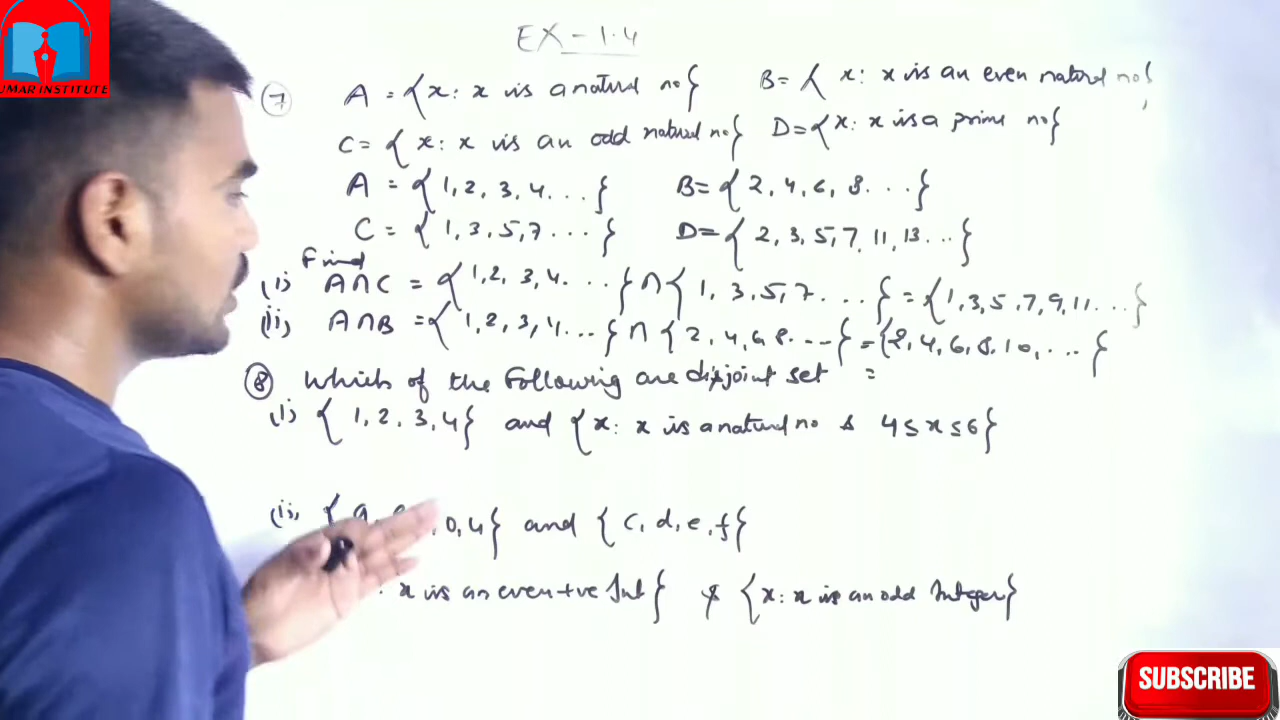 UMAR INSTITUTE
EX-1.4
(7) A = {x: x is a natural no} B = { x: x is an even natural no},
C = { x: x is an odd natural no} D = {x: x is a prime no}
A = {1, 2, 3, 4 . . . } B = {2, 4, 6, 8. . . . }
C = { 1, 3, 5, 7 . . . . } D = { 2, 3, 5, 7, 11, 13 . . . }
Find
(i) A∩C = {1, 2, 3, 4. . . . } ∩ { 1, 3, 5, 7. . . . } = {1, 3, 5, 7, 9, 11 . . . . }
(ii) A∩B = {1, 2, 3, 4. . . . } ∩ { 2, 4, 6, 8. . . . } = {2, 4, 6, 8, 10, . . . }
(8) Which of the Following are disjoint set =
(i) { 1, 2, 3, 4} and {x: x is a natural no & 4 ≤ x ≤ 6}
(ii) { a, , 0, 4} and { c, d, e, f}
x is an even +ve Int} & {x: x is an odd Integer}
SUBSCRIBE